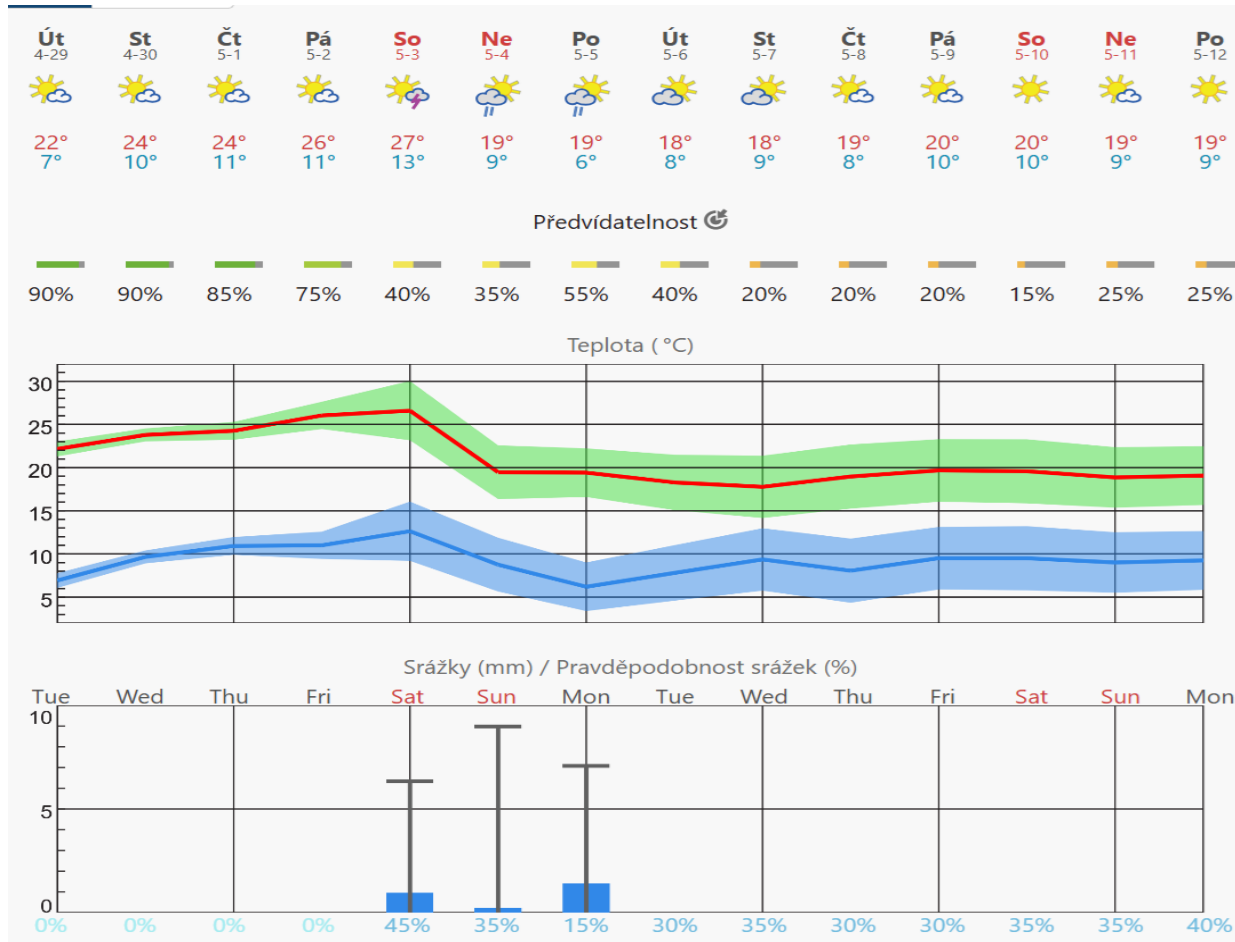 Út St Čt Pá So Ne Po Út St Čt Pá So Ne Po
4-29 4-30 5-1 5-2 5-3 5-4 5-5 5-6 5-7 5-8 5-9 5-10 5-11 5-12
22° 24° 24° 26° 27° 19° 19° 18° 18° 19° 20° 20° 19° 19°
7° 10° 11° 11° 13° 9° 6° 8° 9° 8° 10° 10° 9° 9°
Předvídatelnost
90% 90% 85% 75% 40% 35% 55% 40% 20% 20% 20% 15% 25% 25%
Teplota ( °C)
30
25
20
15
10
5
Srážky (mm) / Pravděpodobnost srážek (%)
Tue Wed Thu Fri Sat Sun Mon Tue Wed Thu Fri Sat Sun Mon
10
5
0
0% 0% 0% 0% 45% 35% 15% 30% 35% 30% 30% 35% 35% 40%